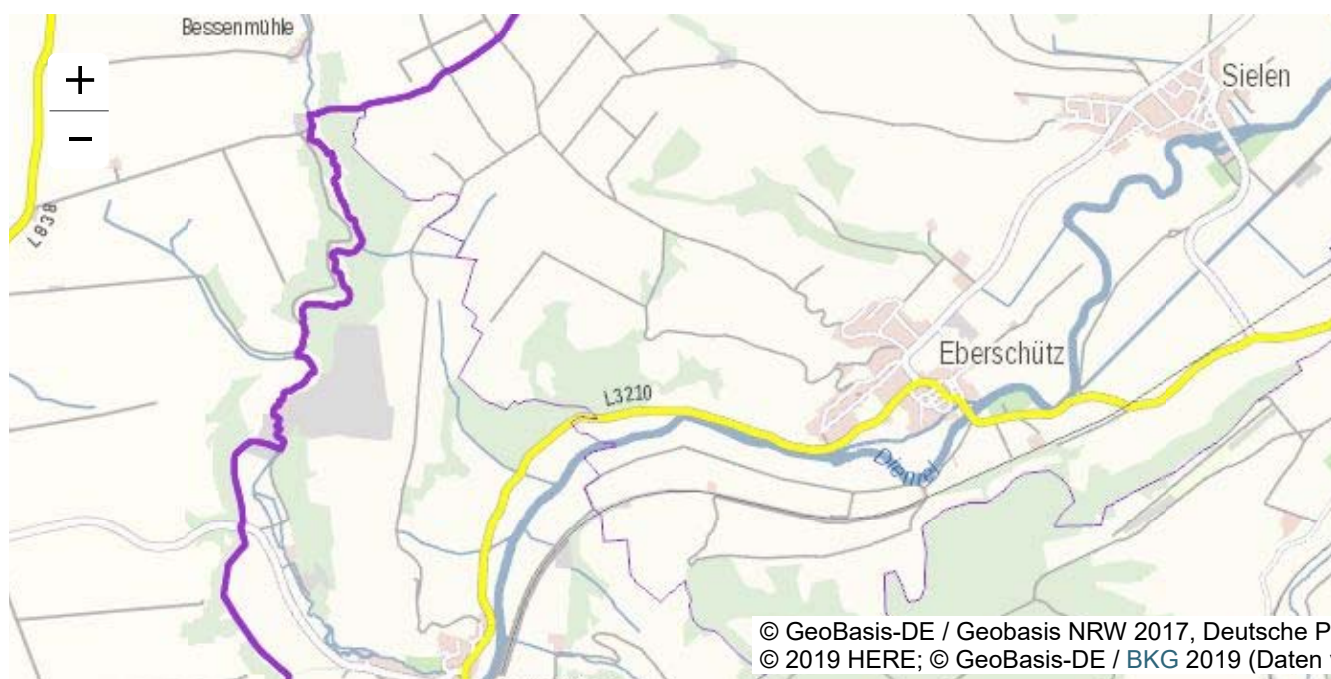 Bessenmühle
+
−
Sielen
L838
Eberschütz
L3210
Diemel
© GeoBasis-DE / Geobasis NRW 2017, Deutsche P
© 2019 HERE; © GeoBasis-DE / BKG 2019 (Daten